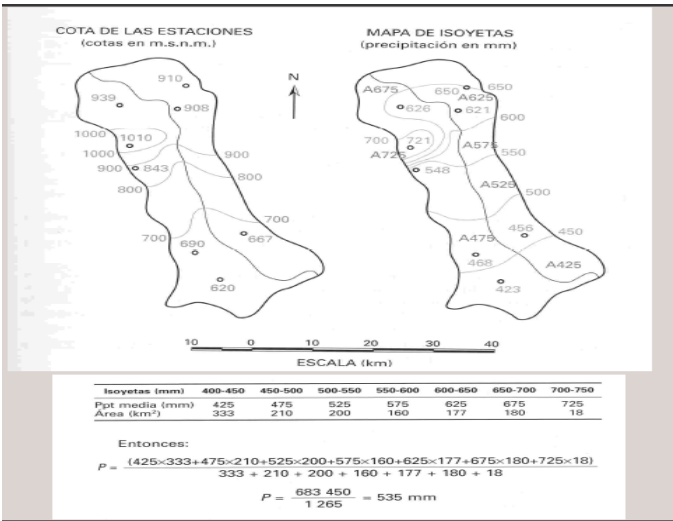 COTA DE LAS ESTACIONES
(cotas en m.s.n.m.)
910
939
908
1000
1010
1000
900
843
900
800
800
700
700
690
667
620
N
MAPA DE ISOYETAS
(precipitación en mm)
A675
650
650
A625
626
621
600
700
721
A575
A725
550
548
A525
500
456
450
A475
468
A425
423
10 0 10 20 30 40
ESCALA (km)
Isoyetas (mm) 400-450 450-500 500-550 550-600 600-650 650-700 700-750
Ppt media (mm) 425 475 525 575 625 675 725
Área (km²) 333 210 200 160 177 180 18
Entonces:
P = (425×333+475×210+525×200+575×160+625×177+675×180+725×18)
333 + 210 + 200 + 160 + 177 + 180 + 18
P = 683 450 = 535 mm
1 265